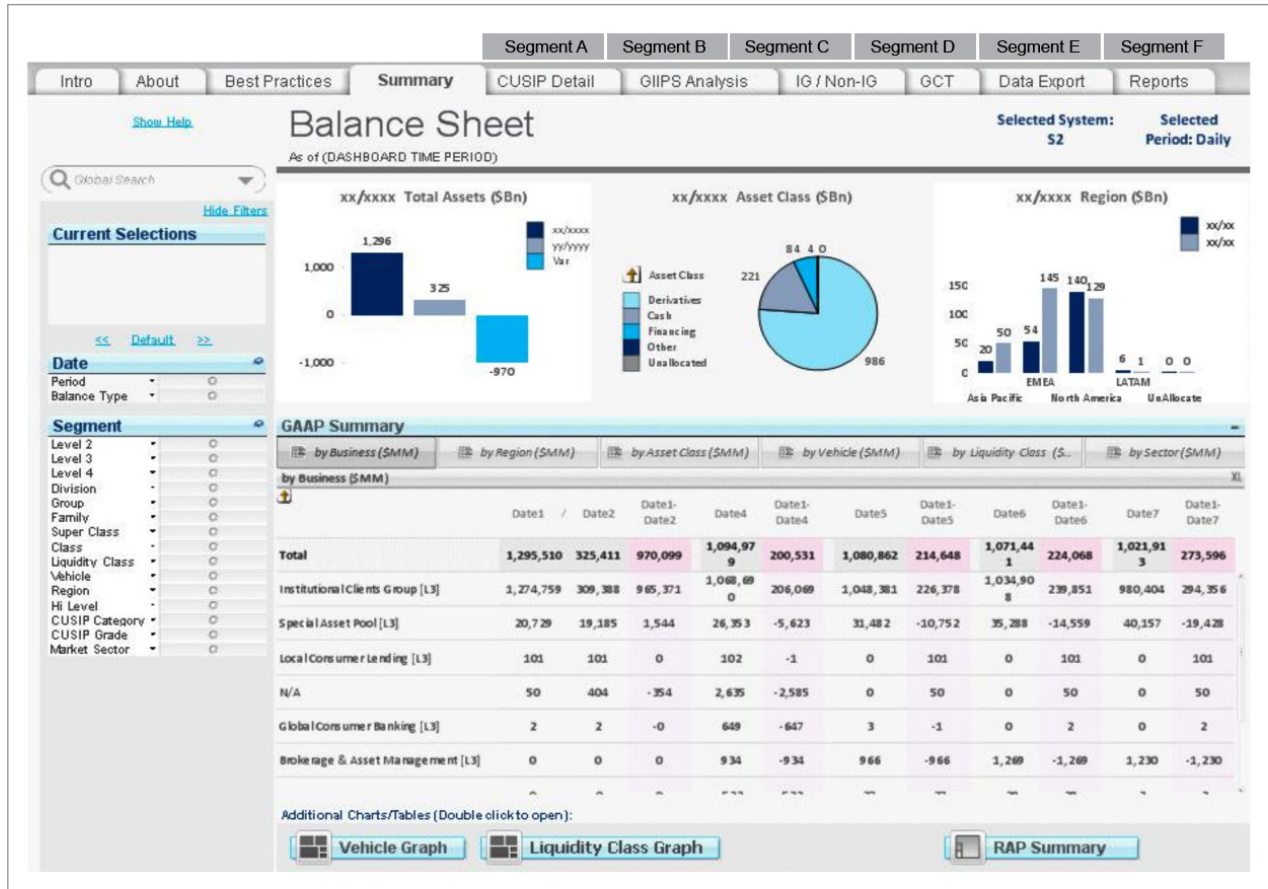 Segment A Segment B Segment C Segment D Segment E Segment F
Intro About Best Practices Summary CUSIP Detail GIIPS Analysis IG / Non-IG GCT Data Export Reports
Show Help
Global Search
Hide Filters
Current Selections
<< Default >>
Date
Period
Balance Type
Segment
Level 2
Level 3
Level 4
Division
Group
Family
Super Class
Class
Liquidity Class
Vehicle
Region
Hi Level
CUSIP Category
CUSIP Grade
Market Sector
Balance Sheet
As of (DASHBOARD TIME PERIOD)
Selected System: S2
Selected Period: Daily
xx/xxxx Total Assets ($Bn)
xx/xxxx
yy/yyyy
Var
1,296
325
-970
1,000
0
-1,000
xx/xxxx Asset Class ($Bn)
Asset Class
Derivatives
Cash
Financing
Other
Unallocated
84 4 0
221
986
xx/xxxx Region ($Bn)
xx/xx
xx/xx
150
100
50
0
20 50 54 145 140 129 6 1 0 0
EMEA LATAM
Asia Pacific North America UnAllocate
GAAP Summary
by Business ($MM) by Region ($MM) by Asset Class ($MM) by Vehicle ($MM) by Liquidity Class ($... by Sector ($MM)
by Business ($MM) XL
Date1 / Date2 Date1-Date2 Date4 Date1-Date4 Date5 Date1-Date5 Date6 Date1-Date6 Date7 Date1-Date7
Total 1,295,510 325,411 970,099 1,094,979 200,531 1,080,862 214,648 1,071,441 224,068 1,021,913 273,596
Institutional Clients Group [L3] 1,274,759 309,388 965,371 1,068,690 206,069 1,048,381 226,378 1,034,908 239,851 980,404 294,356
Special Asset Pool [L3] 20,729 19,185 1,544 26,353 -5,623 31,482 -10,752 35,288 -14,559 40,157 -19,428
Local Consumer Lending [L3] 101 101 0 102 -1 0 101 0 101 0 101
N/A 50 404 -354 2,635 -2,585 0 50 0 50 0 50
Global Consumer Banking [L3] 2 2 -0 649 -647 3 -1 0 2 0 2
Brokerage & Asset Management [L3] 0 0 0 934 -934 966 -966 1,269 -1,269 1,230 -1,230
Additional Charts/Tables (Double click to open):
Vehicle Graph Liquidity Class Graph RAP Summary